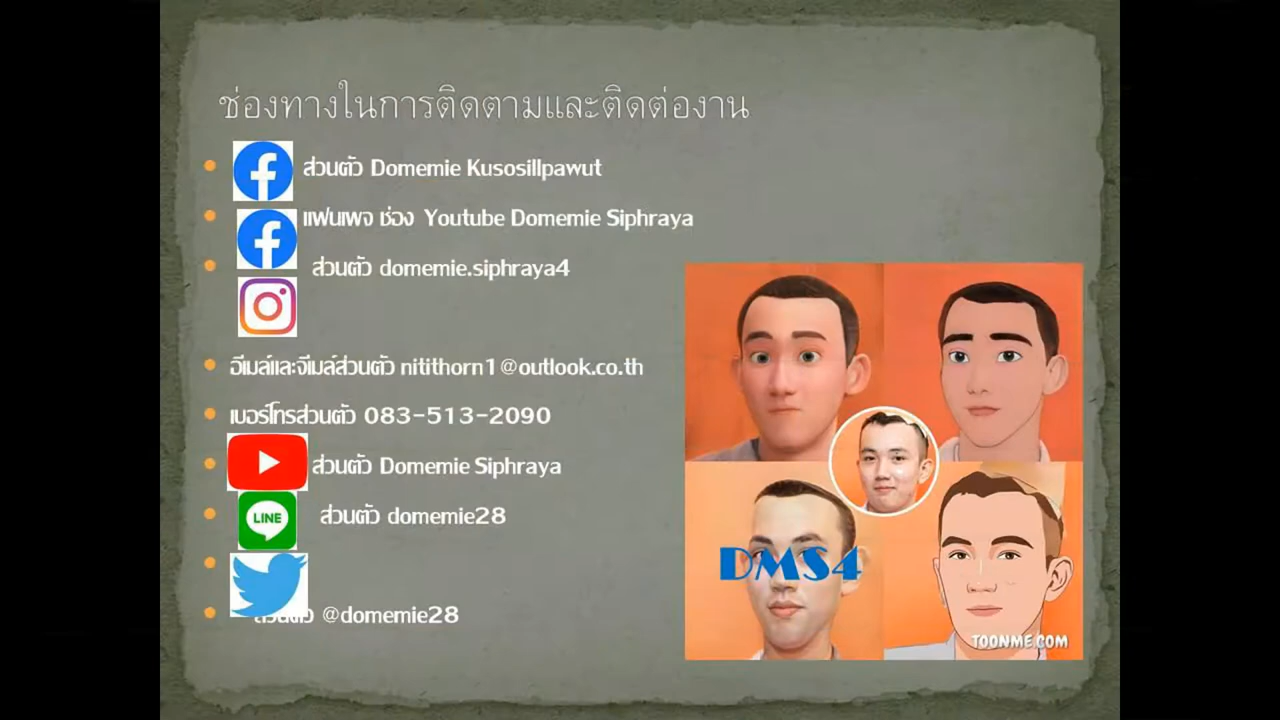 ช่องทางในการติดตามและติดต่องาน
ส่วนตัว Domemie Kusosillpawut
แฟนเพจ ช่อง Youtube Domemie Siphraya
ส่วนตัว domemie.siphraya4
อีเมล์และจีเมล์ส่วนตัว nitithorn1@outlook.co.th
เบอร์โทรส่วนตัว 083-513-2090
ส่วนตัว Domemie Siphraya
LINE
ส่วนตัว domemie28
ส่วนตัว @domemie28
DMS4
TOONME.COM